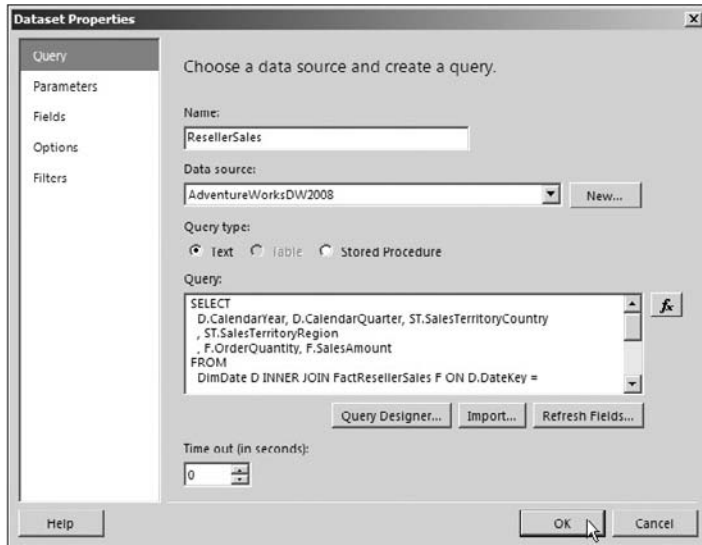 Dataset Properties
Query
Parameters
Fields
Options
Filters
Choose a data source and create a query.
Name:
ResellerSales
Data source:
AdventureWorksDW2008
New...
Query type:
Text
Table
Stored Procedure
Query:
SELECT
D.CalendarYear, D.CalendarQuarter, ST.SalesTerritoryCountry
, ST.SalesTerritoryRegion
, F.OrderQuantity, F.SalesAmount
FROM
DimDate D INNER JOIN FactResellerSales F ON D.DateKey =
fx
Query Designer...
Import...
Refresh Fields...
Time out (in seconds):
0
Help
OK
Cancel